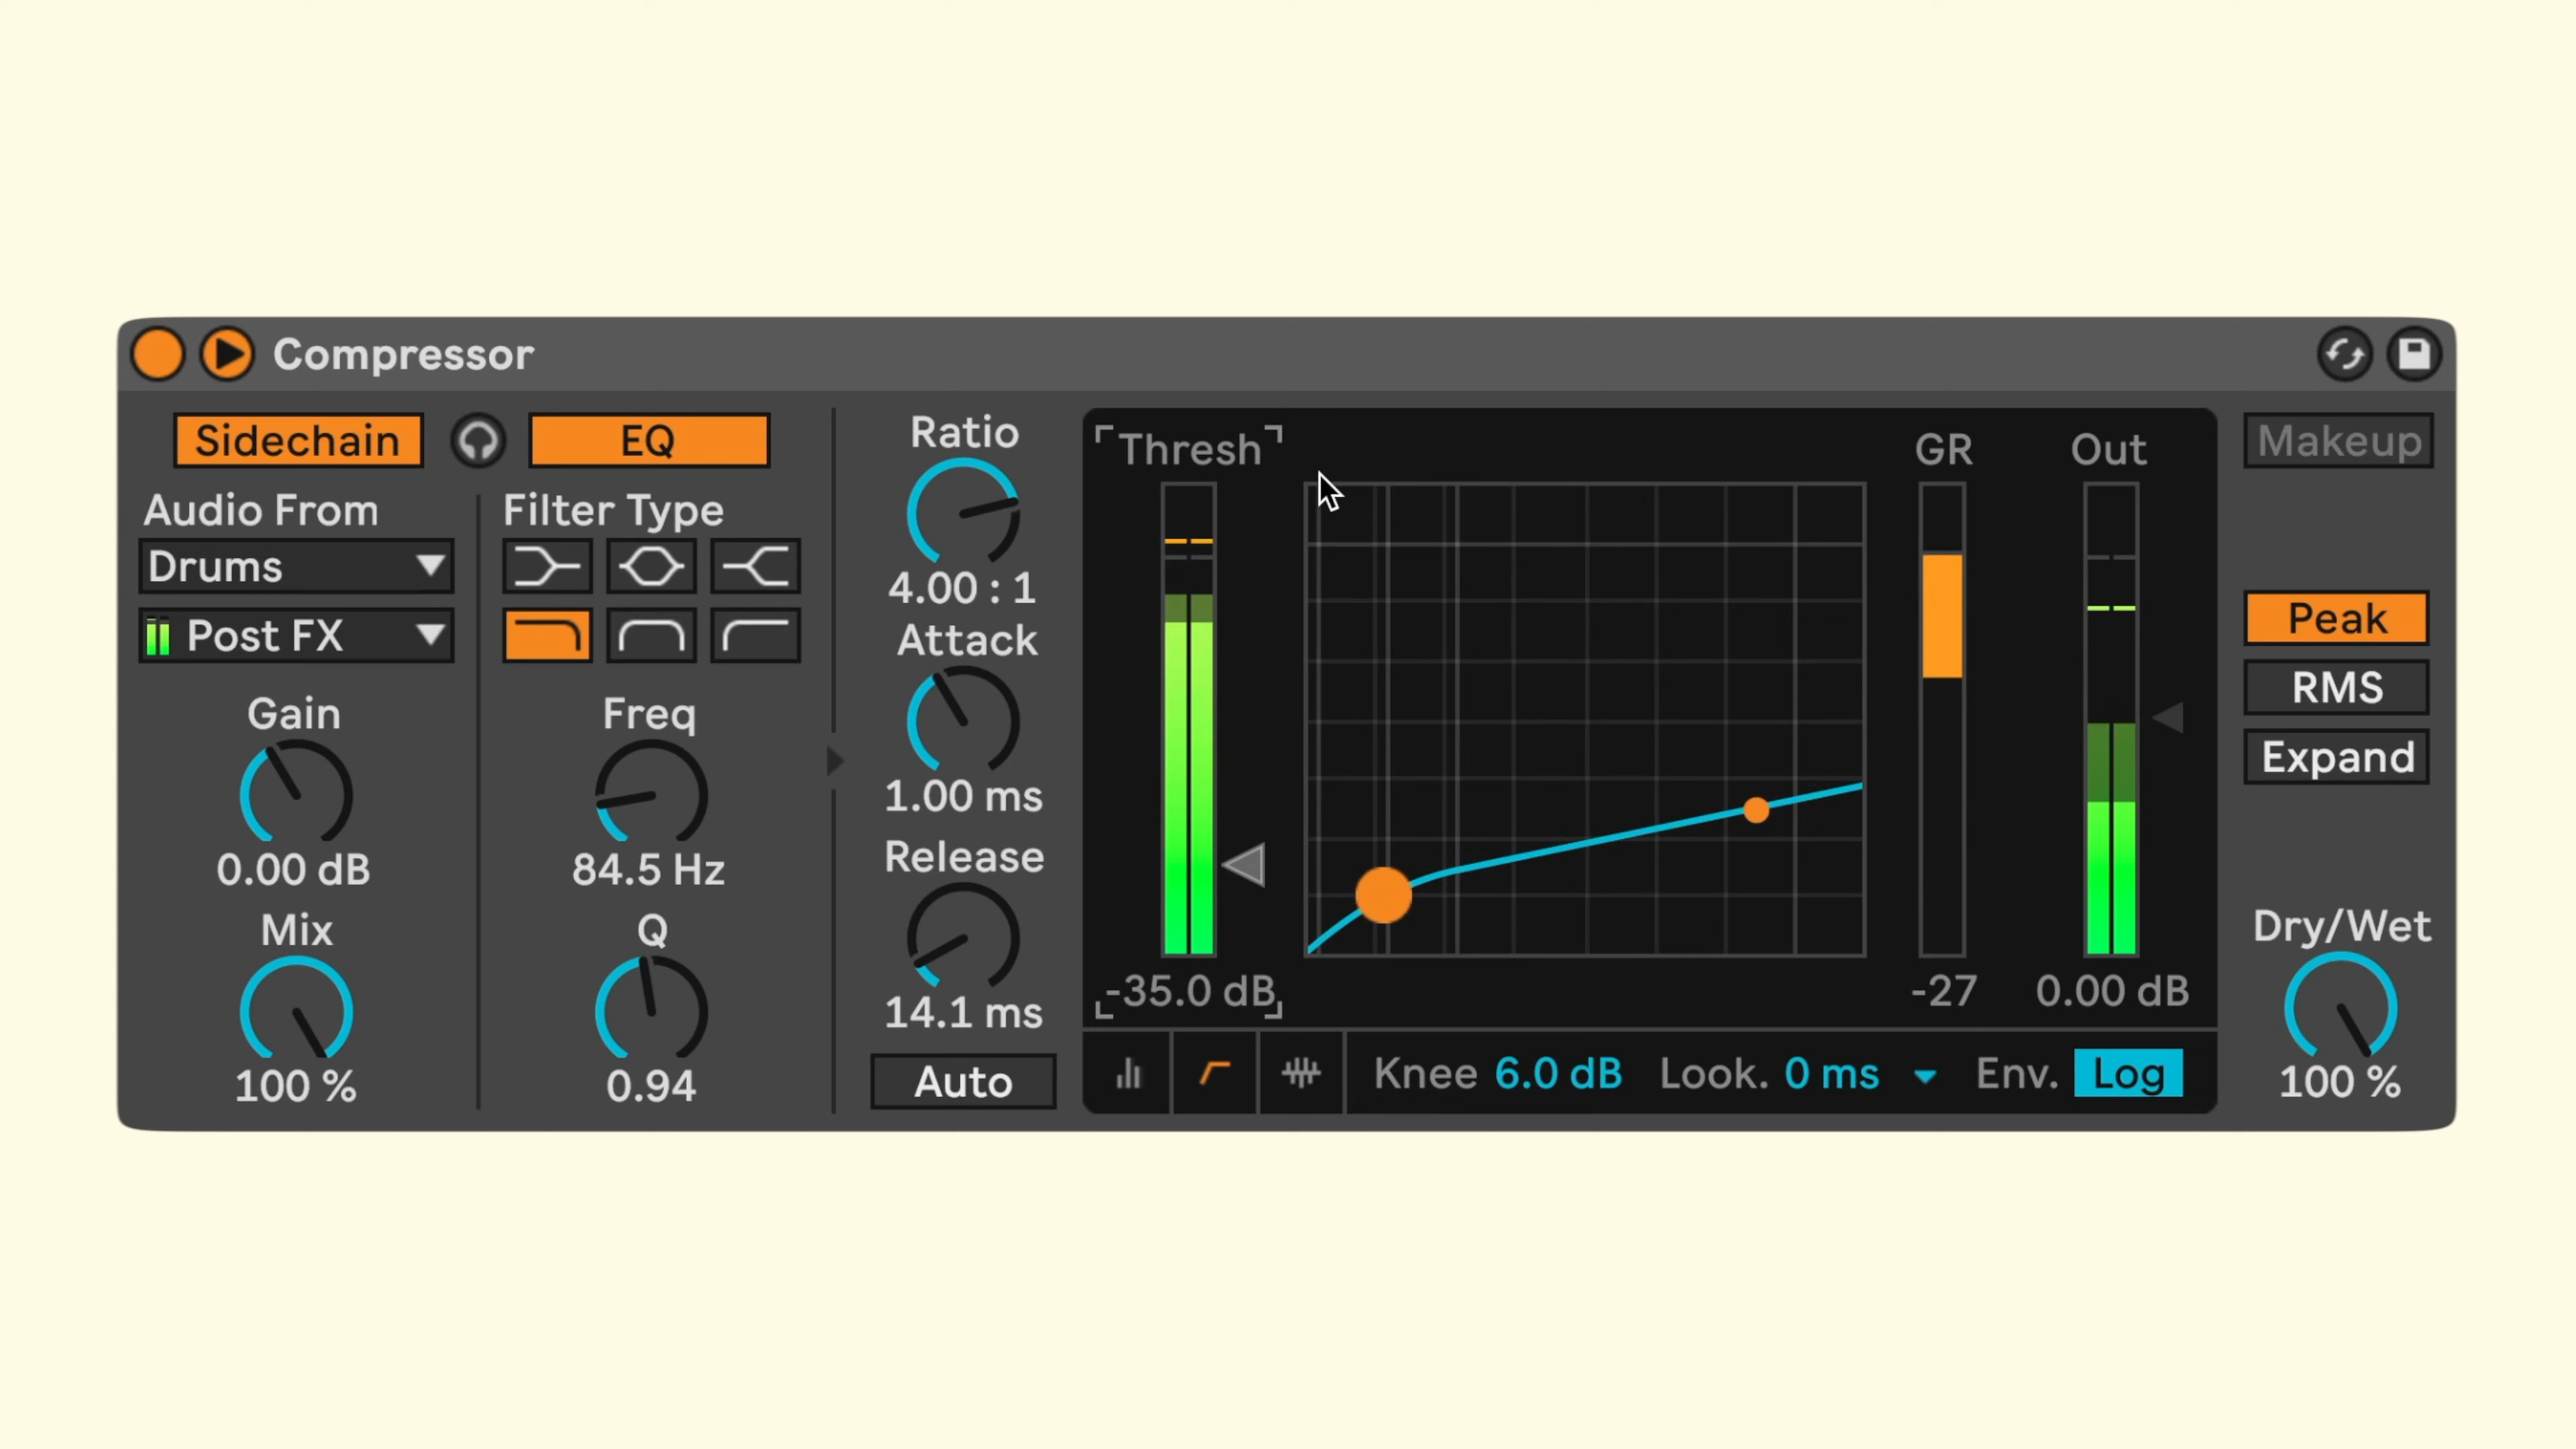 Compressor
Sidechain EQ
Audio From
Drums
Post FX
Gain
0.00 dB
Mix
100 %
Filter Type
Freq
84.5 Hz
Q
0.94
Ratio
4.00 : 1
Attack
1.00 ms
Release
14.1 ms
Auto
Thresh
-35.0 dB
GR
-27
Out
0.00 dB
Knee 6.0 dB Look. 0 ms Env. Log
Makeup
Peak
RMS
Expand
Dry/Wet
100 %